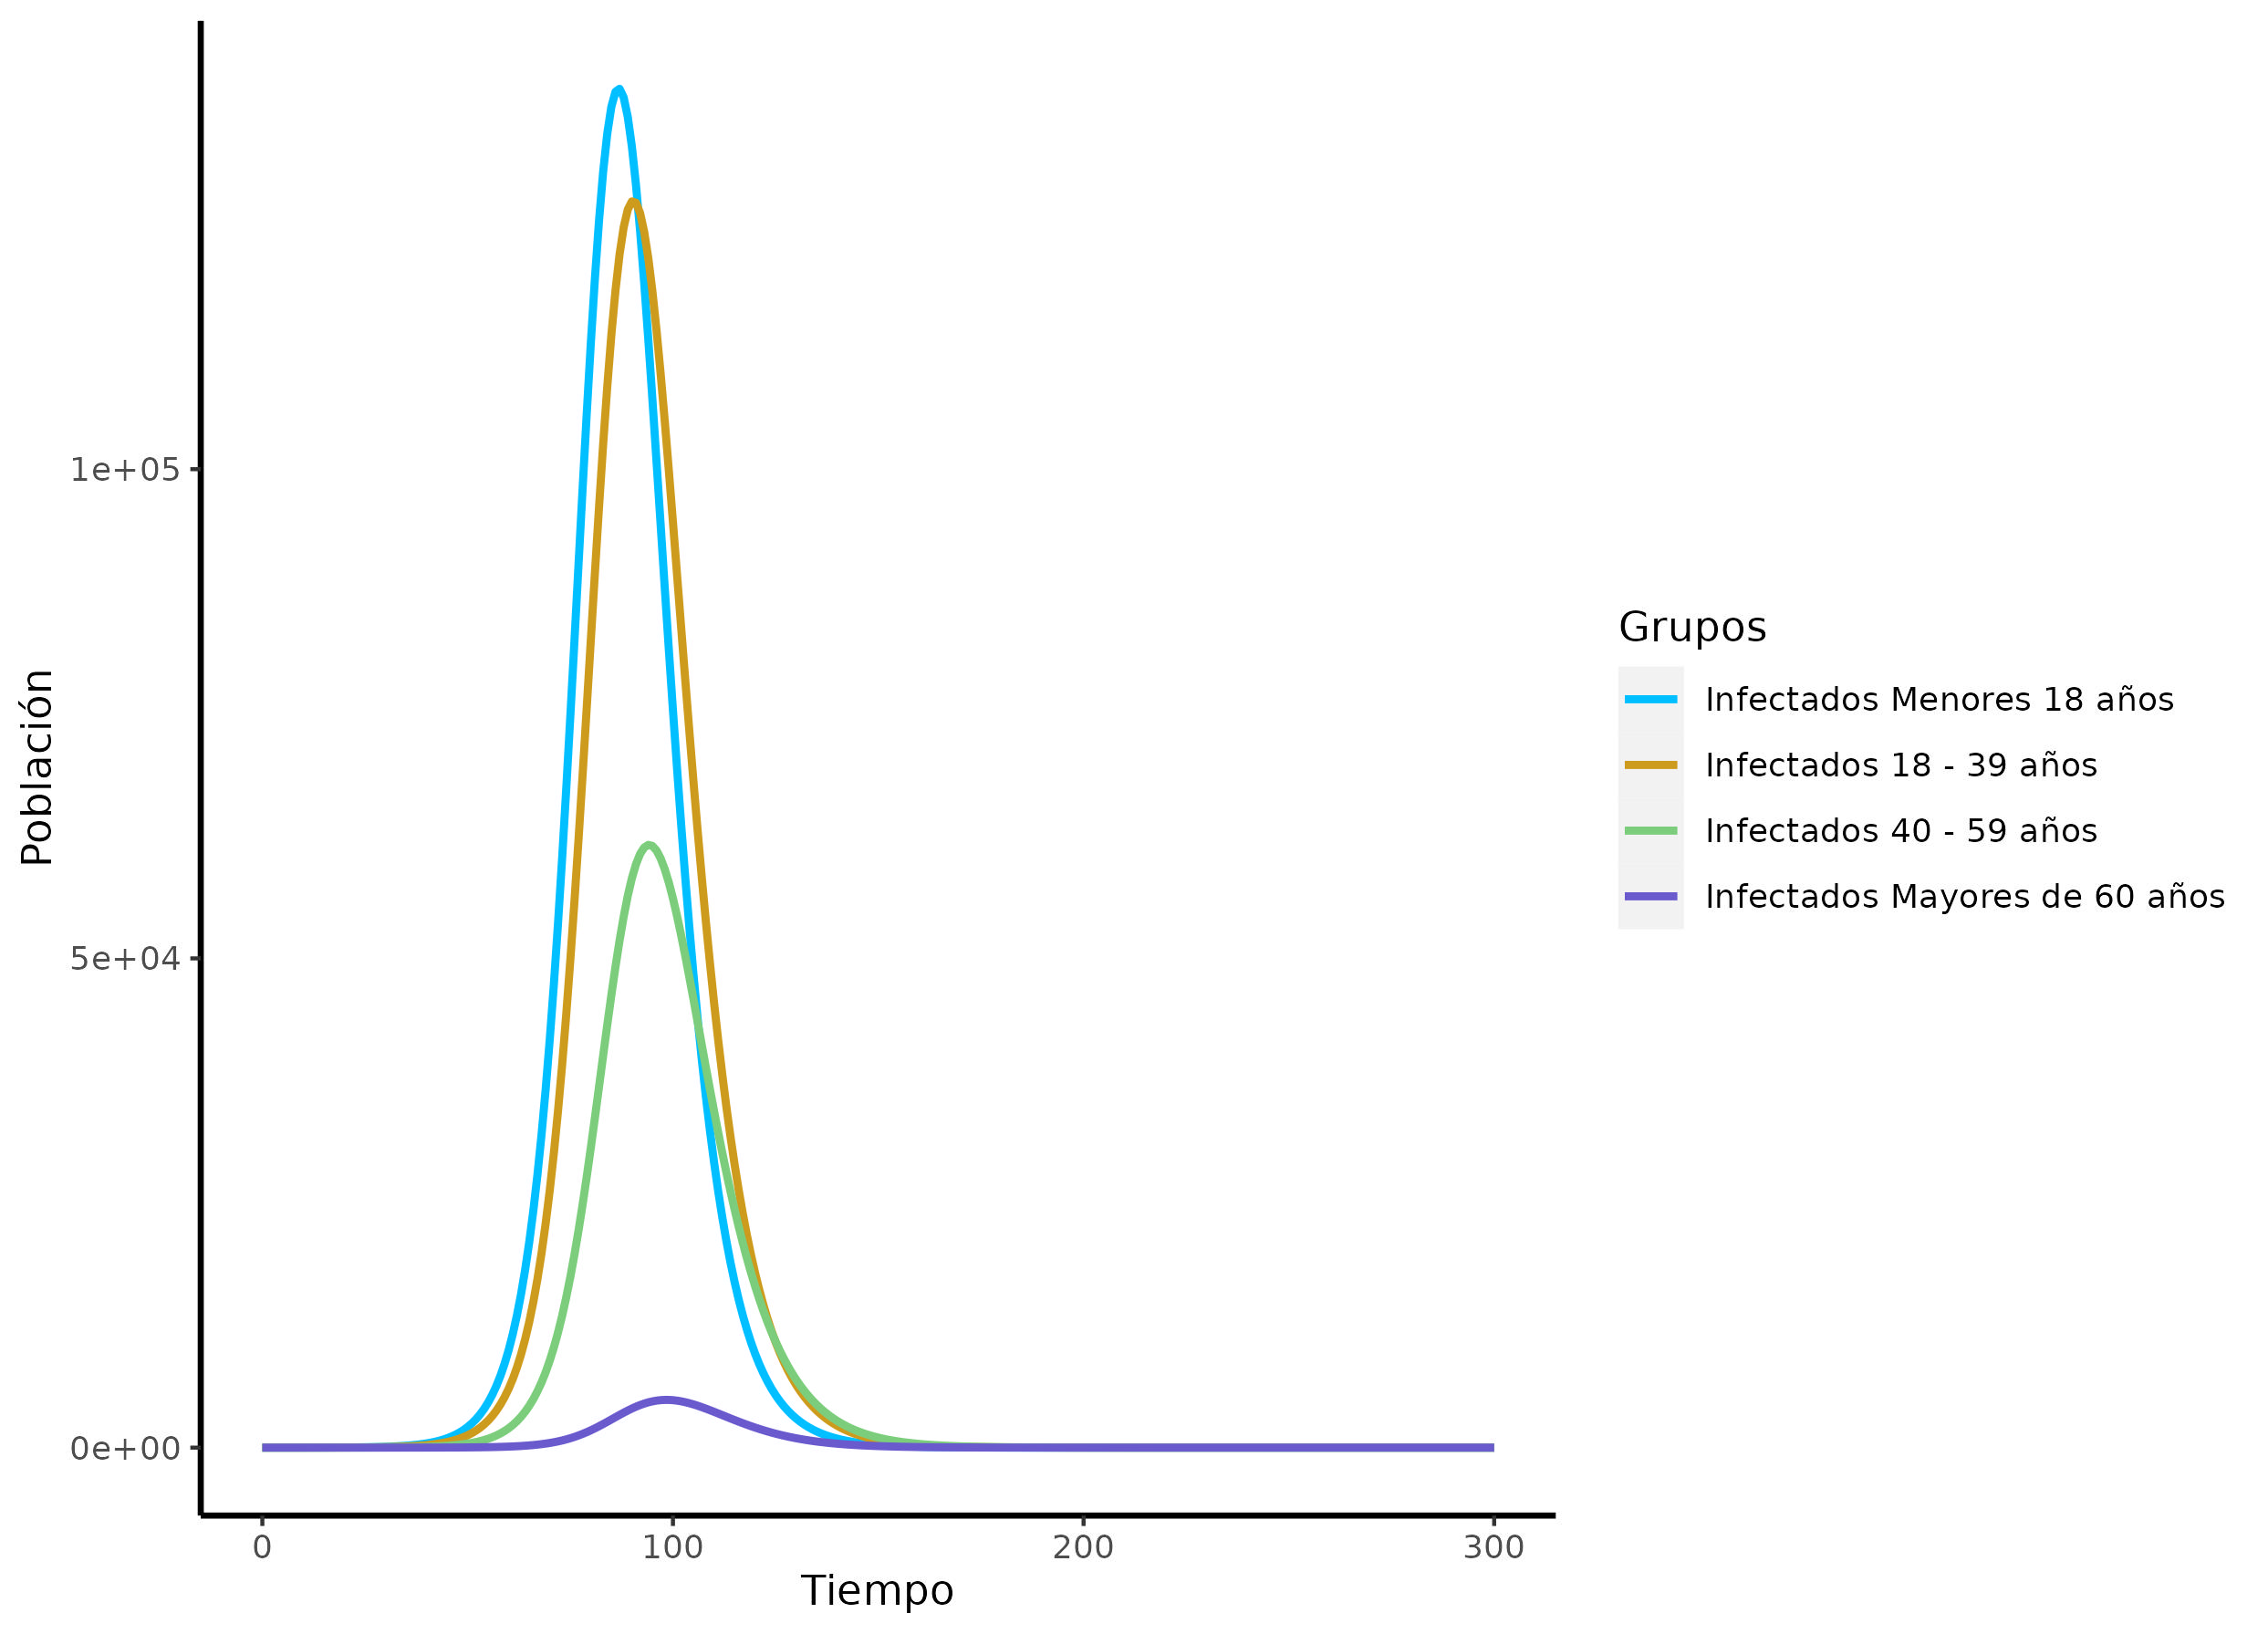 Población
1e+05
5e+04
0e+00
0
100
200
300
Tiempo
Grupos
Infectados Menores 18 años
Infectados 18 - 39 años
Infectados 40 - 59 años
Infectados Mayores de 60 años